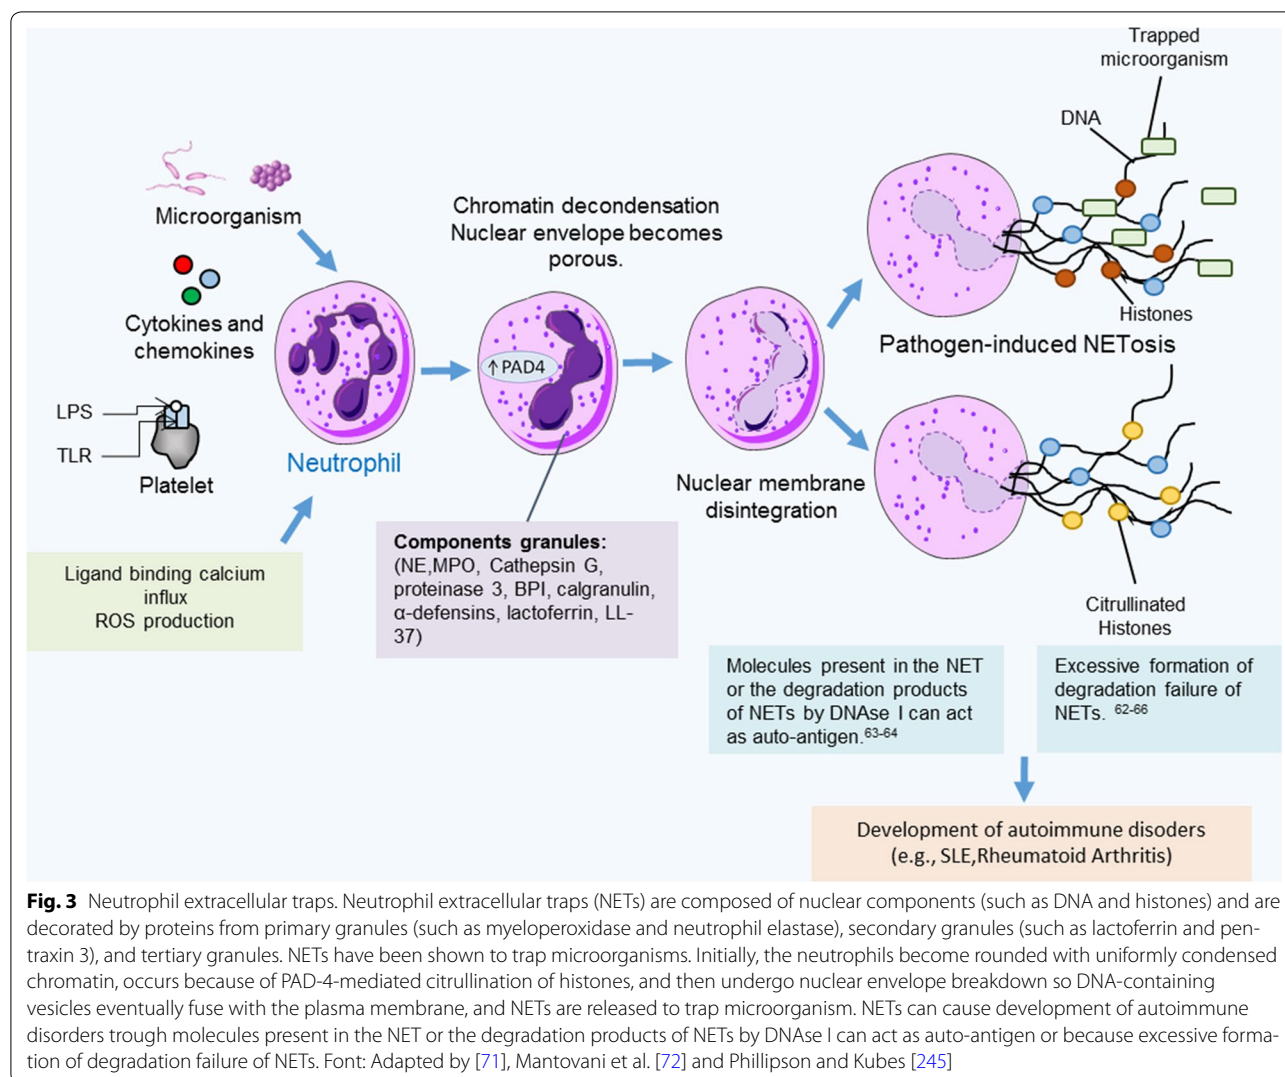 Trapped
microorganism
DNA
Microorganism
Chromatin decondensation
Nuclear envelope becomes
porous.
Cytokines and
chemokines
↑ PAD4
Histones
Pathogen-induced NETosis
LPS
TLR
Platelet
Neutrophil
Nuclear membrane
disintegration
Ligand binding calcium
influx
ROS production
Components granules:
(NE,MPO, Cathepsin G,
proteinase 3, BPI, calgranulin,
α-defensins, lactoferrin, LL-
37)
Citrullinated
Histones
Molecules present in the NET
or the degradation products
of NETs by DNAse I can act
as auto-antigen.63-64
Excessive formation of
degradation failure of
NETs. 62-66
Development of autoimmune disoders
(e.g., SLE,Rheumatoid Arthritis)
Fig. 3 Neutrophil extracellular traps. Neutrophil extracellular traps (NETs) are composed of nuclear components (such as DNA and histones) and are
decorated by proteins from primary granules (such as myeloperoxidase and neutrophil elastase), secondary granules (such as lactoferrin and pen-
traxin 3), and tertiary granules. NETs have been shown to trap microorganisms. Initially, the neutrophils become rounded with uniformly condensed
chromatin, occurs because of PAD-4-mediated citrullination of histones, and then undergo nuclear envelope breakdown so DNA-containing
vesicles eventually fuse with the plasma membrane, and NETs are released to trap microorganism. NETs can cause development of autoimmune
disorders trough molecules present in the NET or the degradation products of NETs by DNAse I can act as auto-antigen or because excessive forma-
tion of degradation failure of NETs. Font: Adapted by [71], Mantovani et al. [72] and Phillipson and Kubes [245]